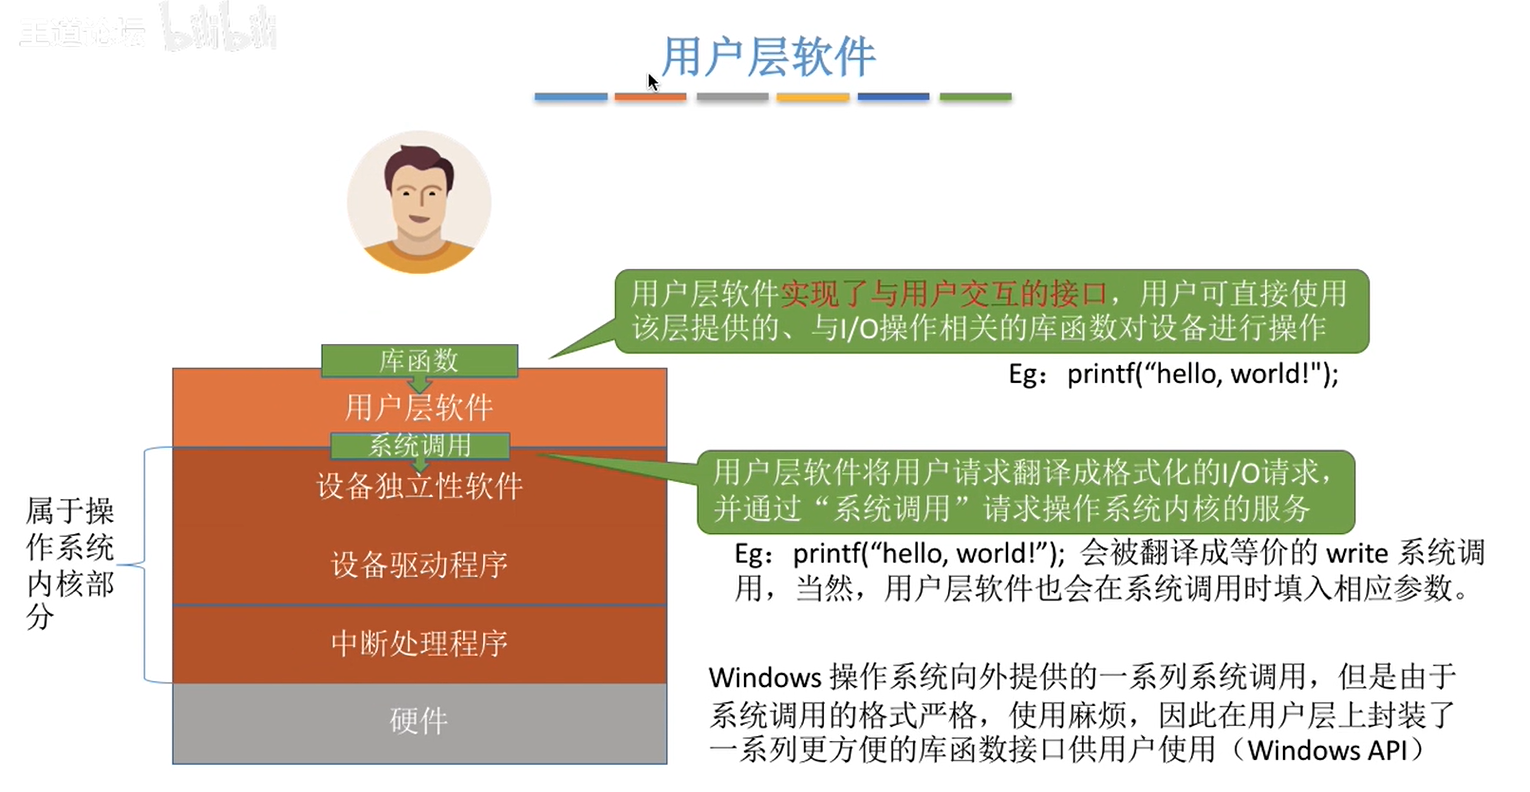 王道论坛 bilibili
用户层软件
用户层软件实现了与用户交互的接口，用户可直接使用
该层提供的、与I/O操作相关的库函数对设备进行操作
Eg：printf(“hello, world!");
库函数
用户层软件
系统调用
设备独立性软件
设备驱动程序
中断处理程序
硬件
属于操
作系统
内核部
分
用户层软件将用户请求翻译成格式化的I/O请求，
并通过“系统调用”请求操作系统内核的服务
Eg：printf(“hello, world!”); 会被翻译成等价的 write 系统调
用，当然，用户层软件也会在系统调用时填入相应参数。
Windows 操作系统向外提供的一系列系统调用，但是由于
系统调用的格式严格，使用麻烦，因此在用户层上封装了
一系列更方便的库函数接口供用户使用（Windows API）